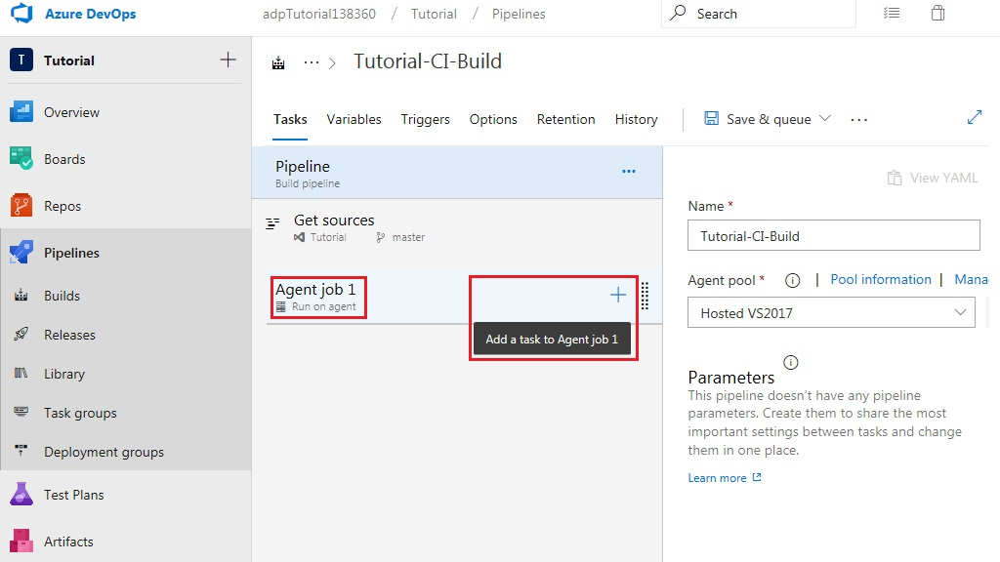 Azure DevOps
adpTutorial138360 / Tutorial / Pipelines
Search
T Tutorial
Overview
Boards
Repos
Pipelines
Builds
Releases
Library
Task groups
Deployment groups
Test Plans
Artifacts
... > Tutorial-CI-Build
Tasks Variables Triggers Options Retention History | Save & queue ...
Pipeline ...
Build pipeline
Get sources
Tutorial master
Agent job 1
Run on agent
Add a task to Agent job 1
View YAML
Name *
Tutorial-CI-Build
Agent pool * | Pool information | Mana
Hosted VS2017
Parameters
This pipeline doesn't have any pipeline
parameters. Create them to share the most
important settings between tasks and change
them in one place.
Learn more